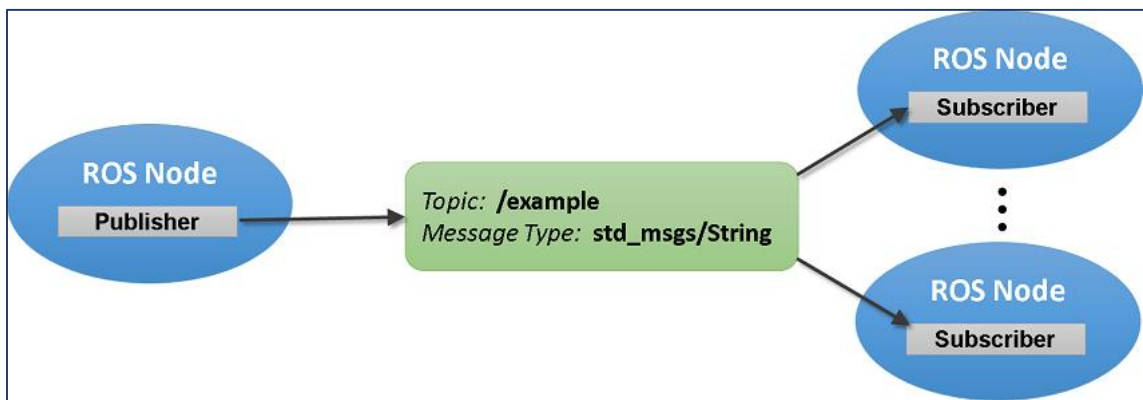 ROS Node
Publisher
Topic: /example
Message Type: std_msgs/String
ROS Node
Subscriber
ROS Node
Subscriber